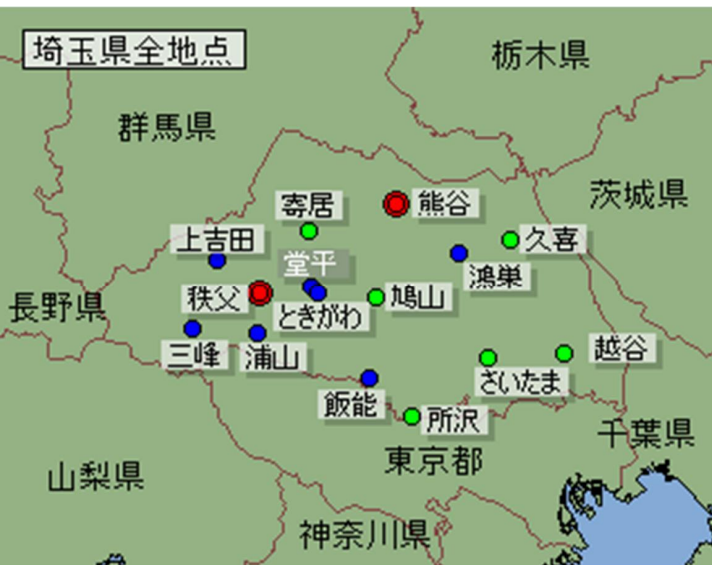 埼玉県全地点
栃木県
群馬県
茨城県
寄居
熊谷
上吉田
久喜
堂平
鴻巣
秩父
鳩山
長野県
ときがわ
三峰
浦山
越谷
さいたま
飯能
所沢
千葉県
東京都
山梨県
神奈川県